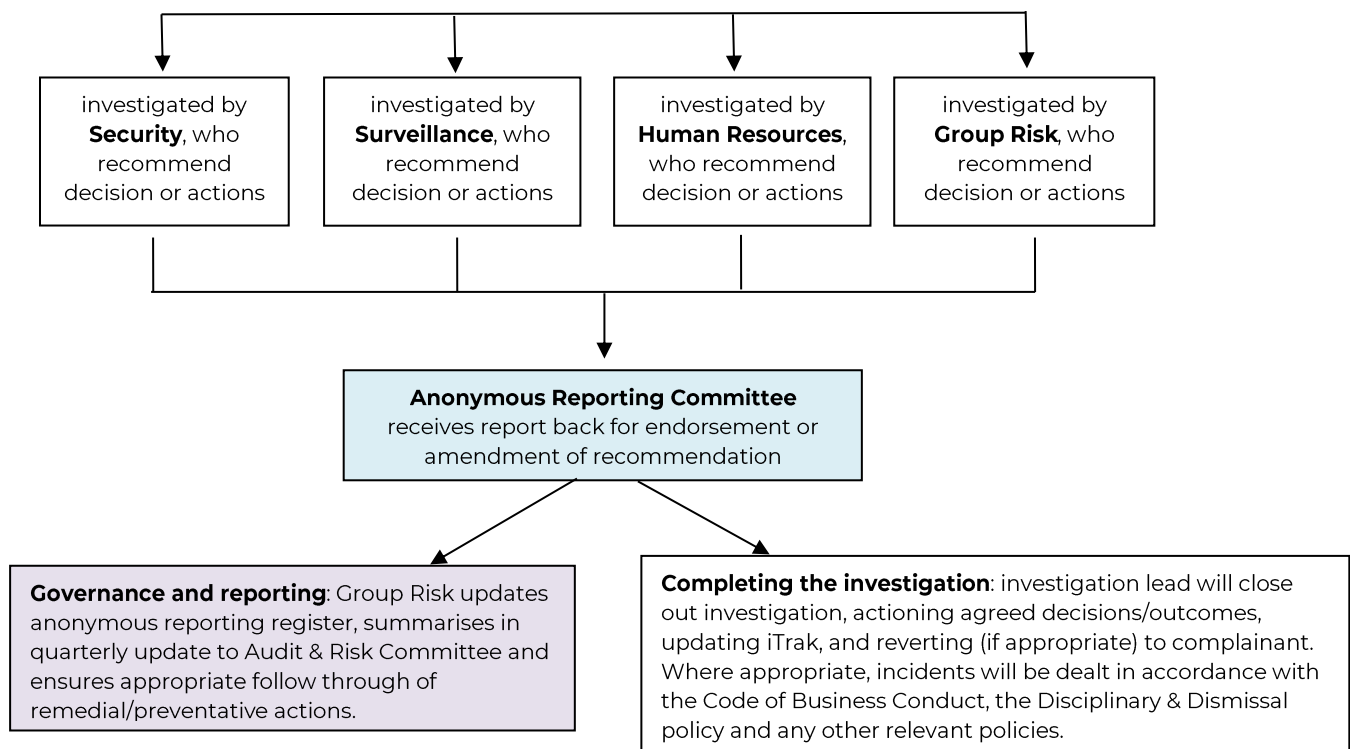 investigated by
Security, who
recommend
decision or actions
investigated by
Surveillance, who
recommend
decision or actions
investigated by
Human Resources,
who recommend
decision or actions
investigated by
Group Risk, who
recommend
decision or actions
Anonymous Reporting Committee
receives report back for endorsement or
amendment of recommendation
Governance and reporting: Group Risk updates
anonymous reporting register, summarises in
quarterly update to Audit & Risk Committee and
ensures appropriate follow through of
remedial/preventative actions.
Completing the investigation: investigation lead will close
out investigation, actioning agreed decisions/outcomes,
updating iTrak, and reverting (if appropriate) to complainant.
Where appropriate, incidents will be dealt in accordance with
the Code of Business Conduct, the Disciplinary & Dismissal
policy and any other relevant policies.